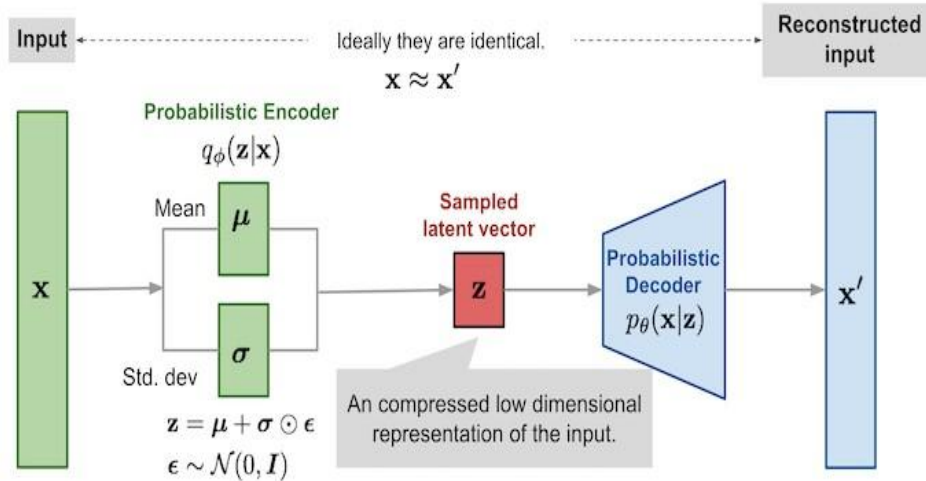 Input
Ideally they are identical.
x ≈ x′
Reconstructed
input
Probabilistic Encoder
qϕ(z|x)
Mean
μ
Sampled
latent vector
x
z
Probabilistic
Decoder
pθ(x|z)
x′
σ
Std. dev
z = μ + σ ⊙ ϵ
ϵ ∼ 𝒩(0, I)
An compressed low dimensional
representation of the input.